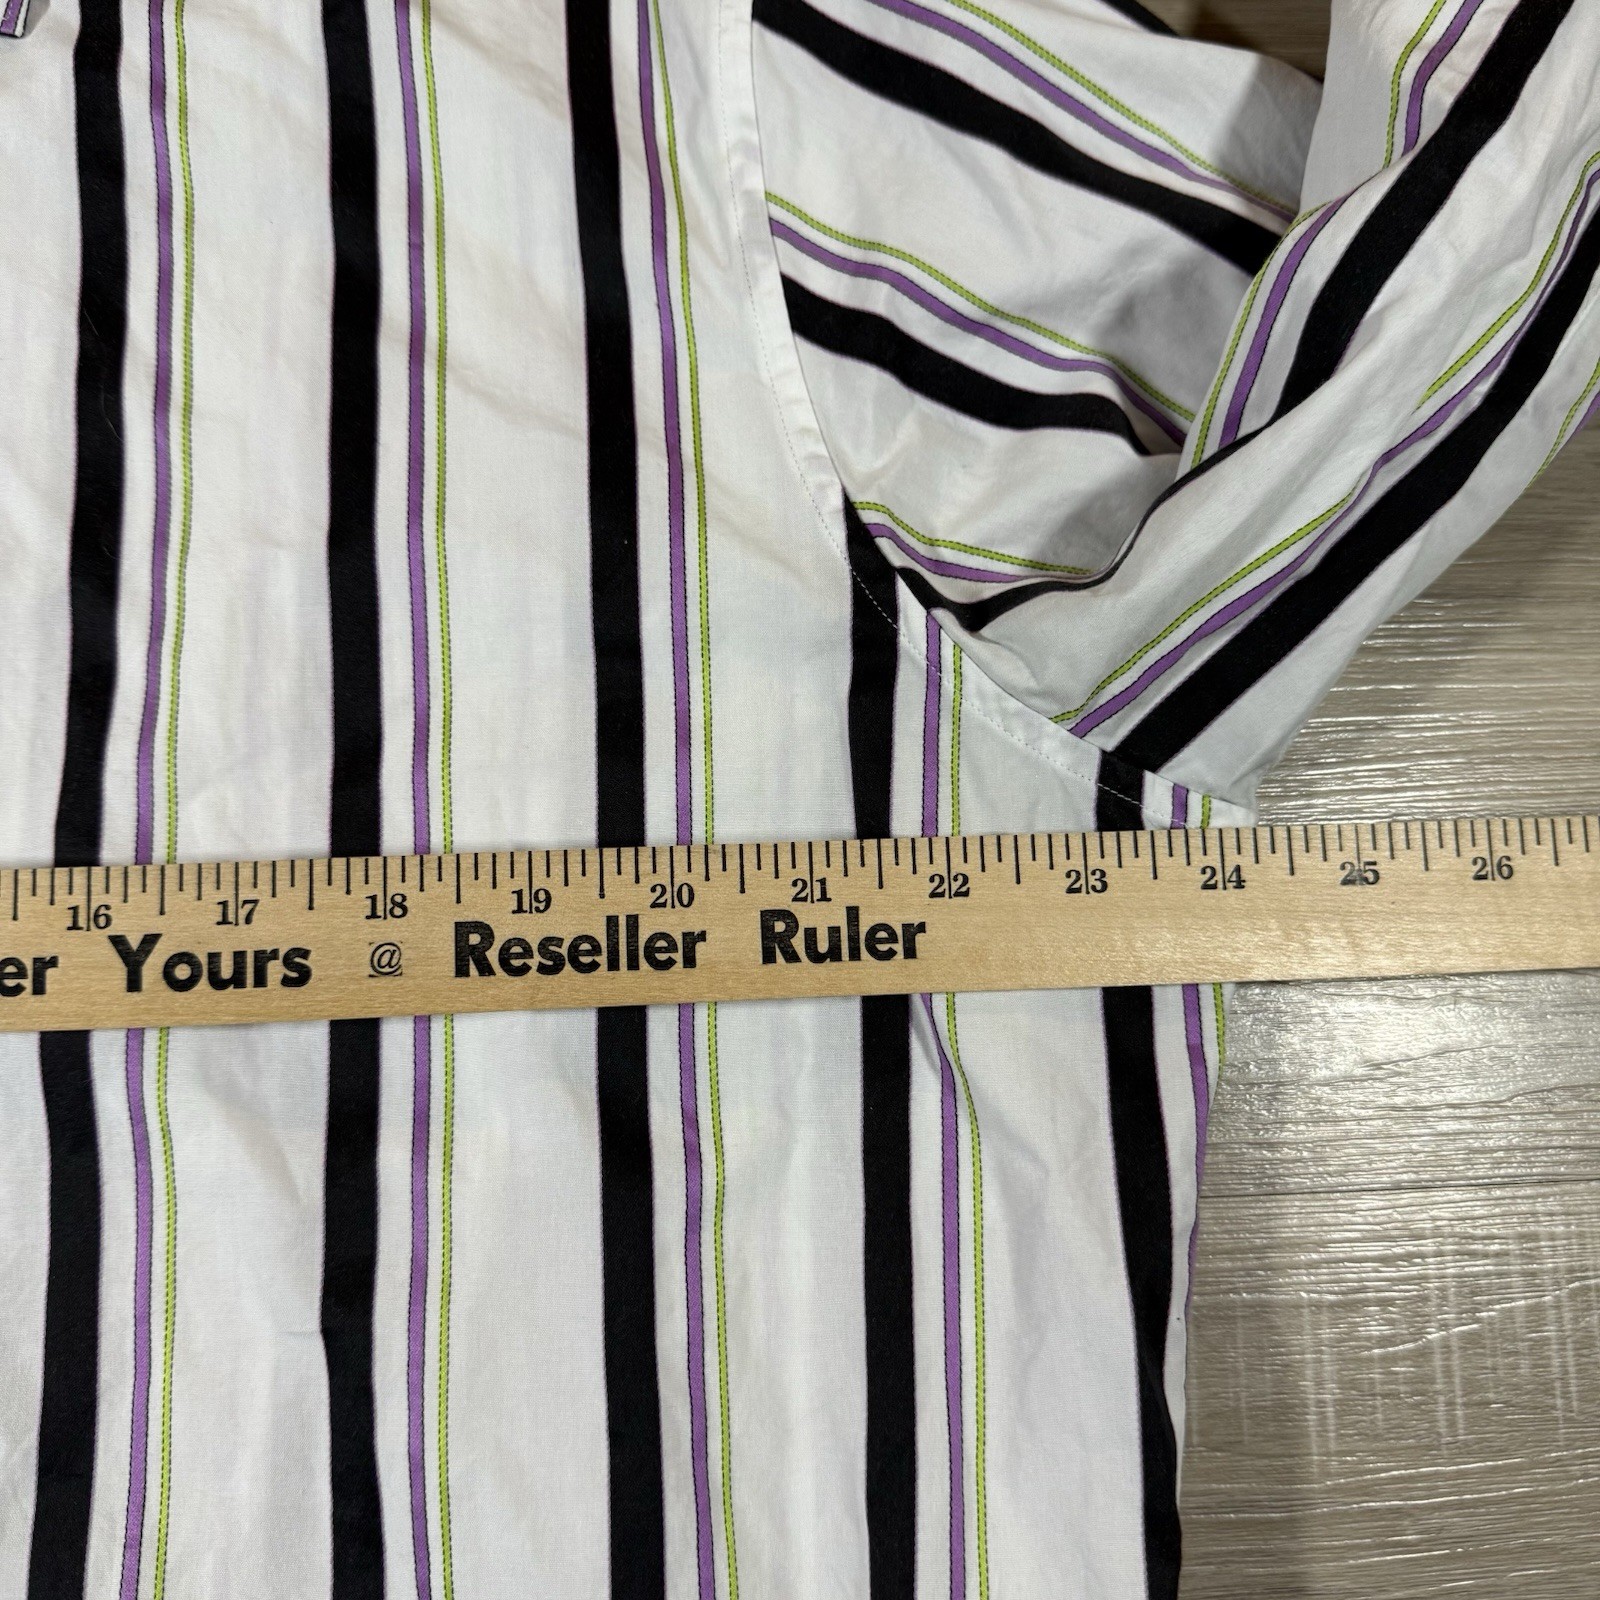 16 17 18 19 20 21 22 23 24 25 26
er Yours @ Reseller Ruler